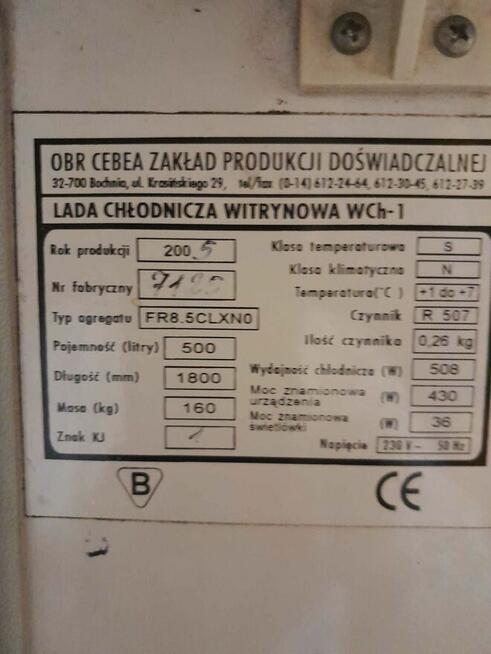 OBR CEBEA ZAKŁAD PRODUKCJI DOŚWIADCZALNEJ
32-700 Bochnia, ul. Krasińskiego 29, tel/fax (0-14) 612-24-64, 612-30-45, 612-27-39
LADA CHŁODNICZA WITRYNOWA WCh-1
Rok produkcji 2005
Nr fabryczny
Typ agregatu FR8.5CLXN0
Pojemność (litry) 500
Długość (mm) 1800
Masa (kg) 160
Znak KJ
Klasa temperaturowa S
Klasa klimatyczna N
Temperatura(°C) +1 do +7
Czynnik R 507
Ilość czynnika 0,26 kg
Wydajność chłodnicza (W) 508
Moc znamionowa
urządzenia (W) 430
Moc znamionowa
świetlówki (W) 36
Napięcie 230 V ~ 50 Hz
B
CE